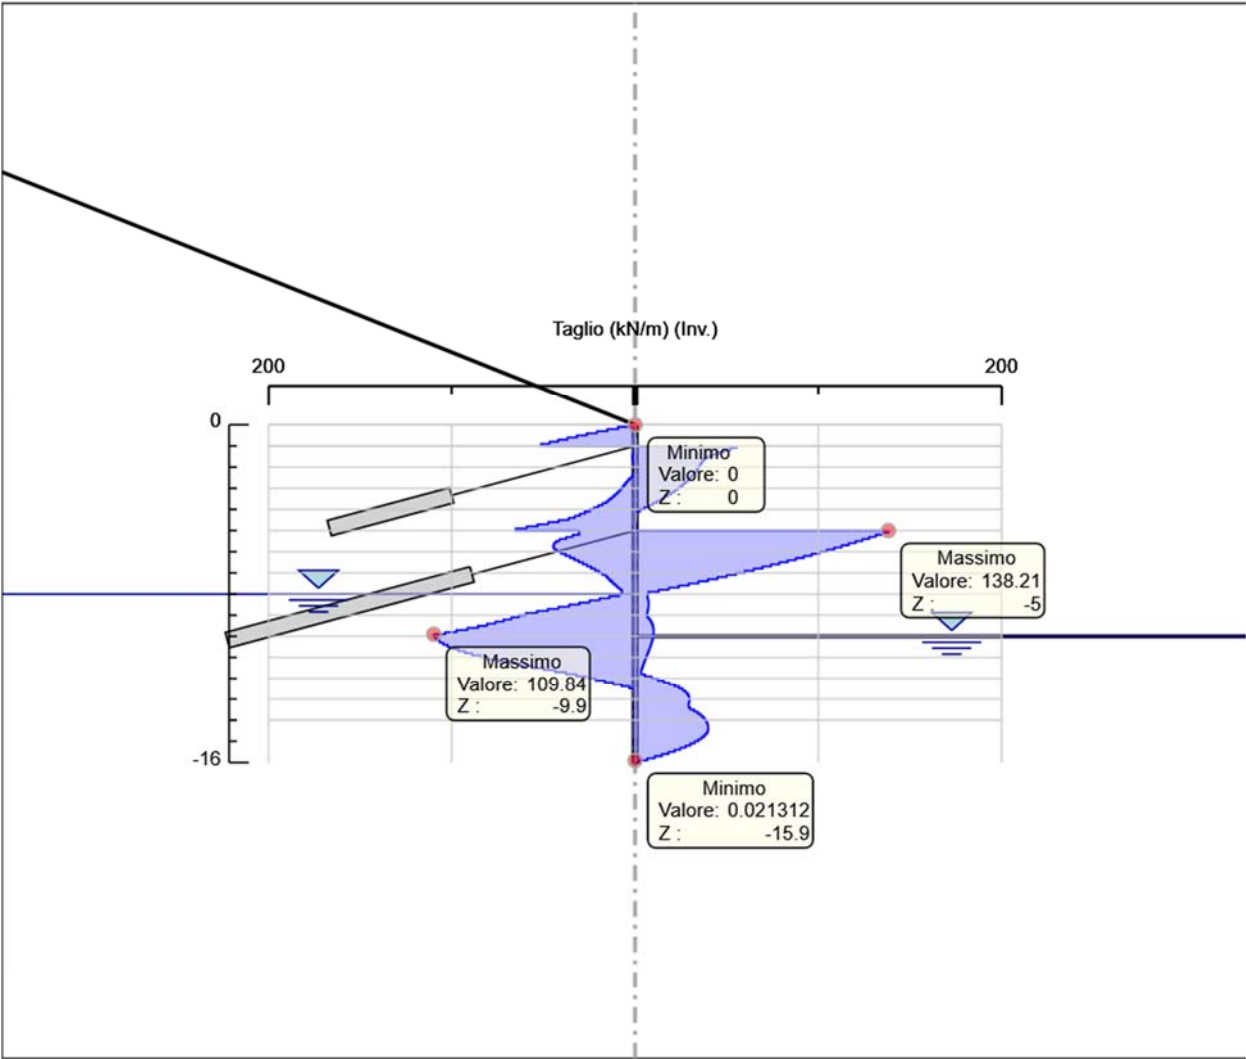 Taglio (kN/m) (Inv.)
200
200
0
Minimo
Valore: 0
Z : 0
Massimo
Valore: 138.21
Z : -5
Massimo
Valore: 109.84
Z : -9.9
-16
Minimo
Valore: 0.021312
Z : -15.9